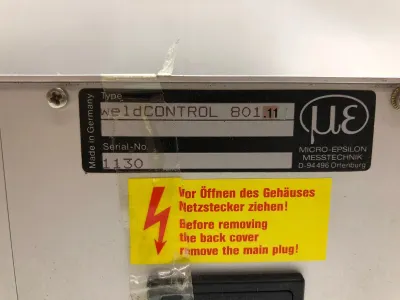 Made in Germany
Type
weldCONTROL 801.11
Serial-No.
1130
µε
MICRO-EPSILON
MESSTECHNIK
D-94496 Ortenburg
Vor Öffnen des Gehäuses
Netzstecker ziehen!
Before removing
the back cover
remove the main plug!